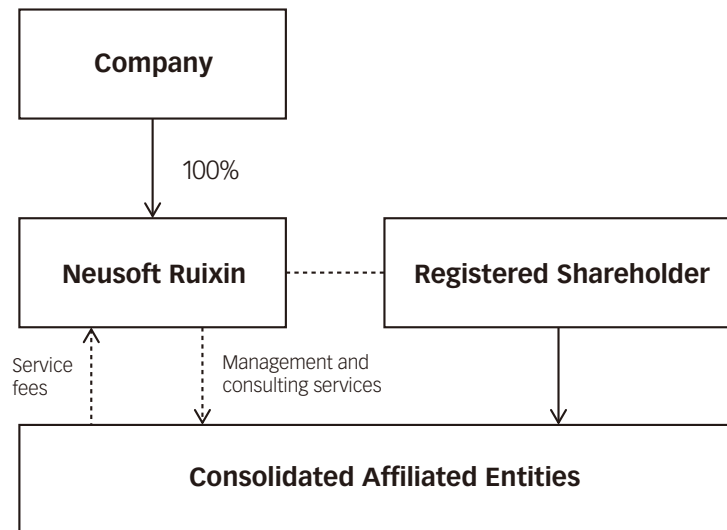 Company
100%
Neusoft Ruixin
Registered Shareholder
Service
fees
Management and
consulting services
Consolidated Affiliated Entities